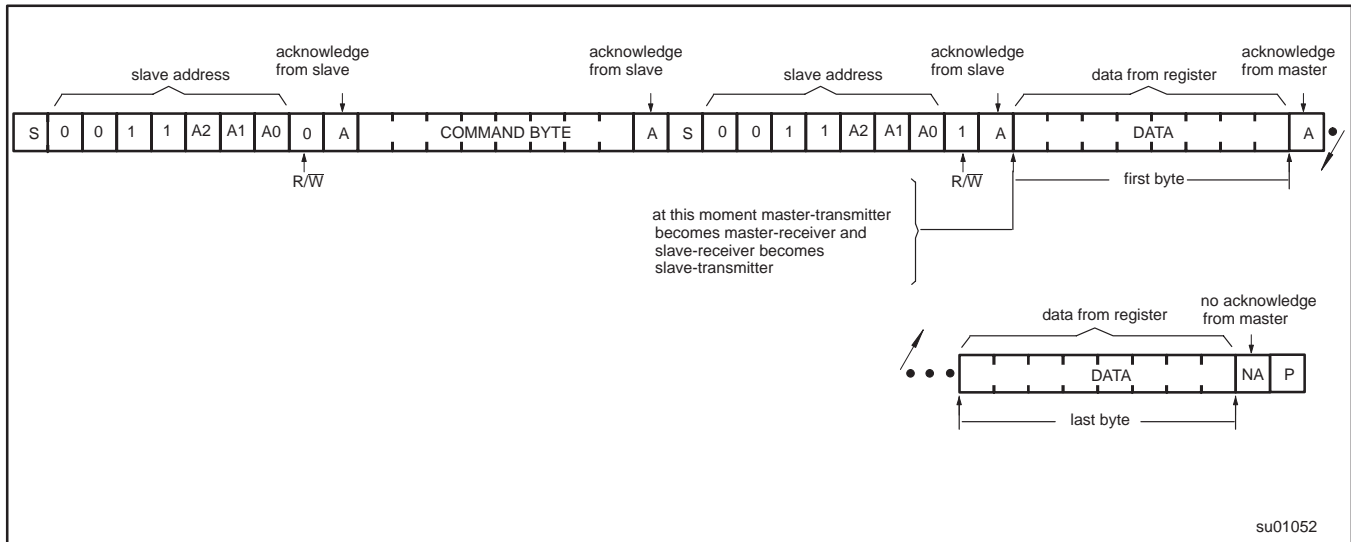 slave address
acknowledge
from slave
acknowledge
from slave
slave address
acknowledge
from slave
data from register
acknowledge
from master
S 0 0 1 1 A2 A1 A0 0 A COMMAND BYTE A S 0 0 1 1 A2 A1 A0 1 A DATA A
R/W̅
R/W̅
first byte
at this moment master-transmitter
becomes master-receiver and
slave-receiver becomes
slave-transmitter
data from register
no acknowledge
from master
DATA NA P
last byte
su01052